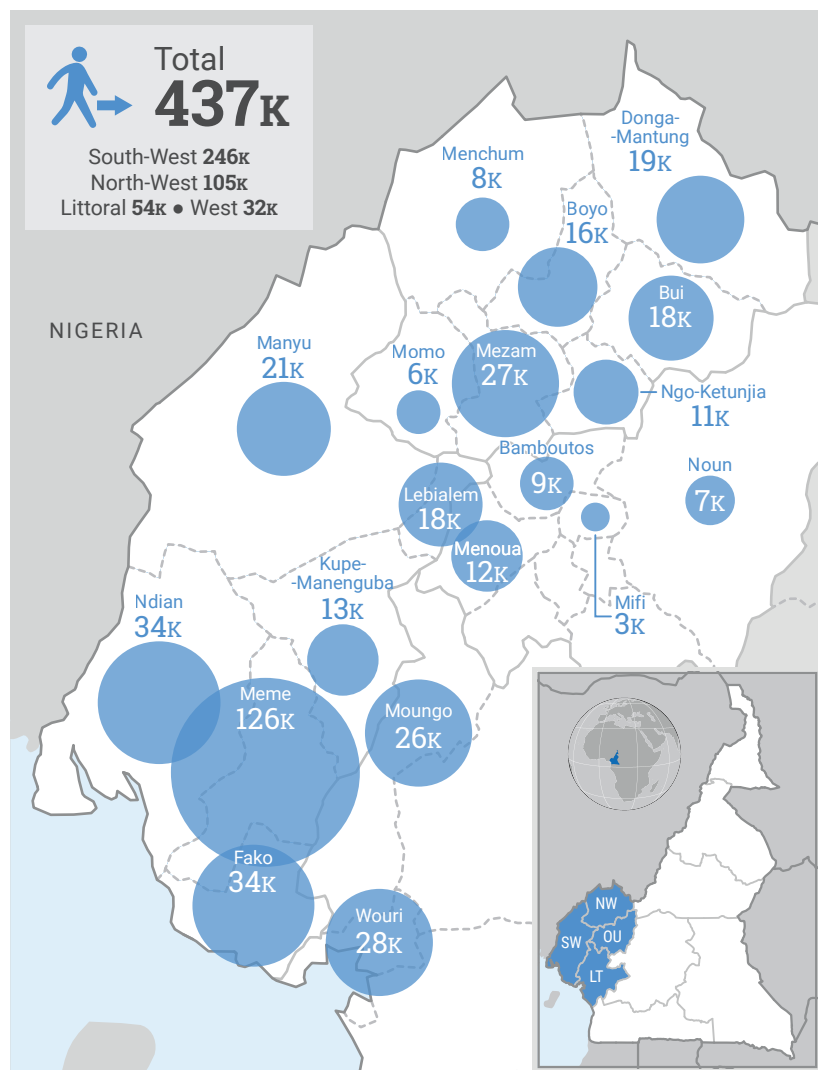 Total
437K
South-West 246K
North-West 105K
Littoral 54K ● West 32K
Donga-
-Mantung
19K
Menchum
8K
Boyo
16K
Bui
18K
NIGERIA
Manyu
21K
Momo
6K
Mezam
27K
Ngo-Ketunjia
11K
Bamboutos
9K
Noun
7K
Lebialem
18K
Menoua
12K
Kupe-
-Manenguba
13K
Mifi
3K
Ndian
34K
Meme
126K
Moungo
26K
Fako
34K
Wouri
28K
NW
SW
OU
LT